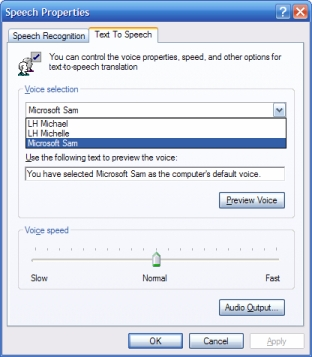 Speech Properties
Speech Recognition
Text To Speech
You can control the voice properties, speed, and other options for
text-to-speech translation
Voice selection
Microsoft Sam
LH Michael
LH Michelle
Microsoft Sam
Use the following text to preview the voice:
You have selected Microsoft Sam as the computer's default voice.
Preview Voice
Voice speed
Slow
Normal
Fast
Audio Output...
OK
Cancel
Apply